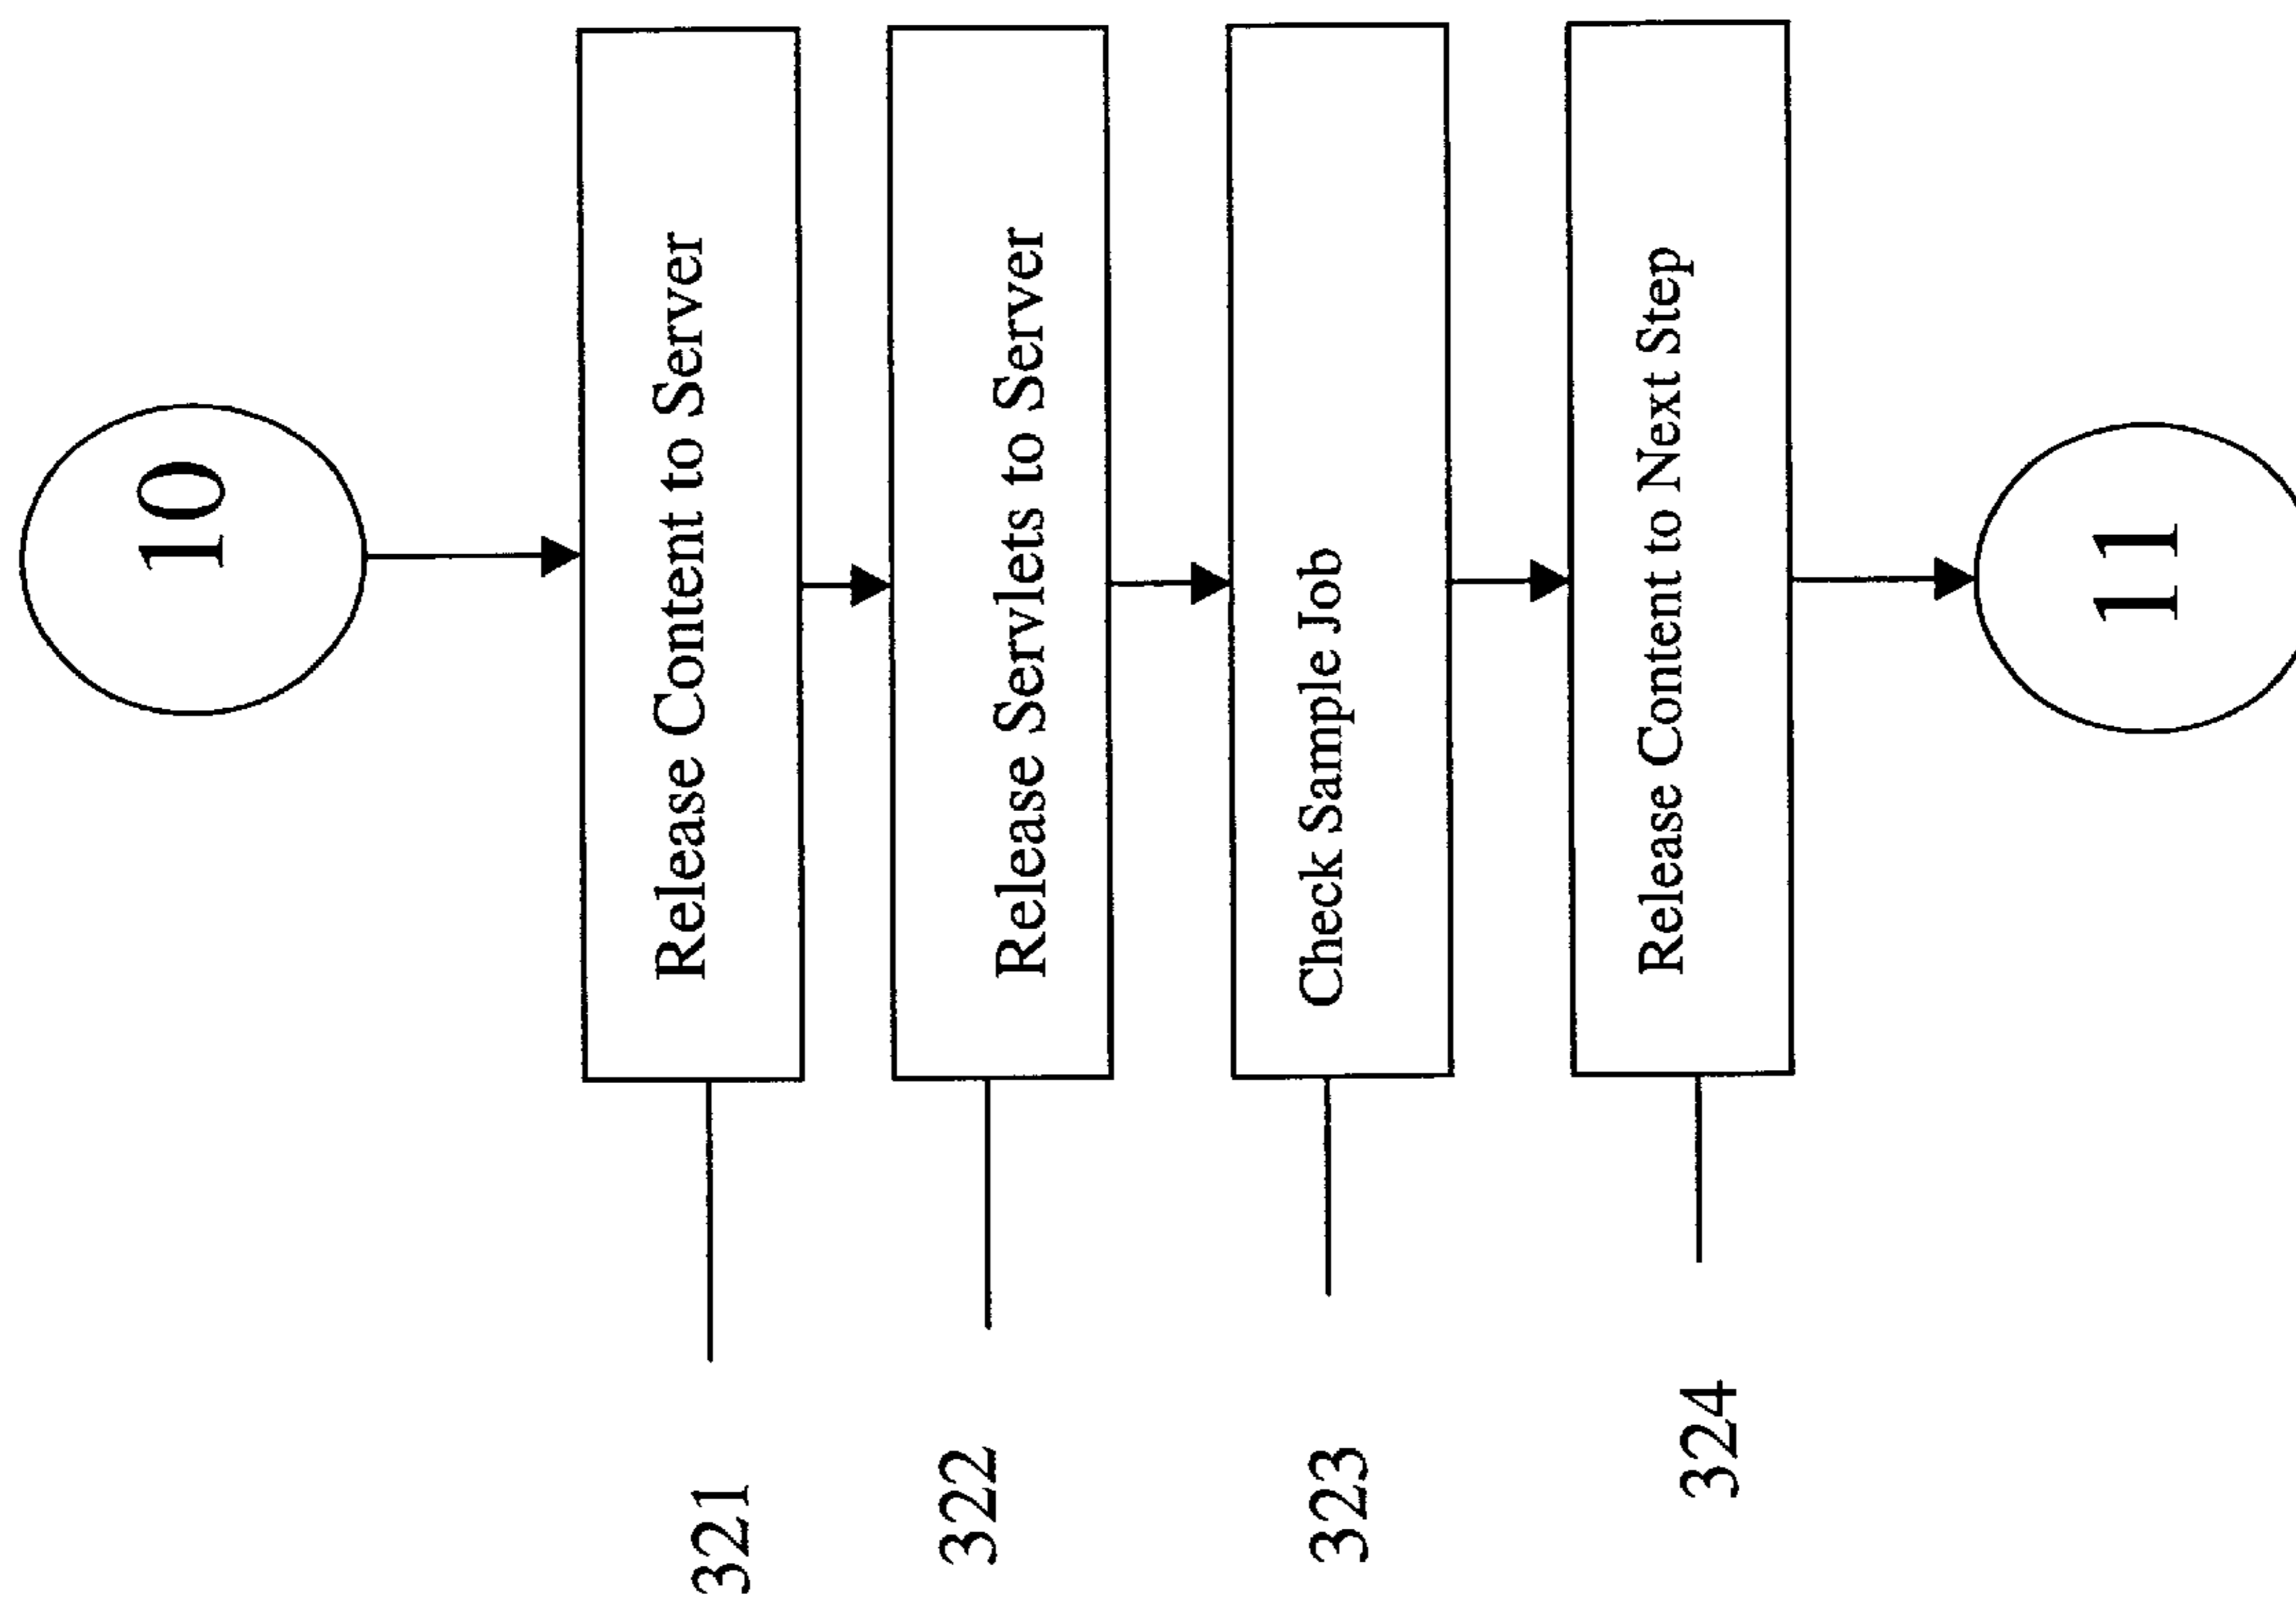 10
321
Release Content to Server
322
Release Servlets to Server
323
Check Sample Job
324
Release Content to Next Step
11